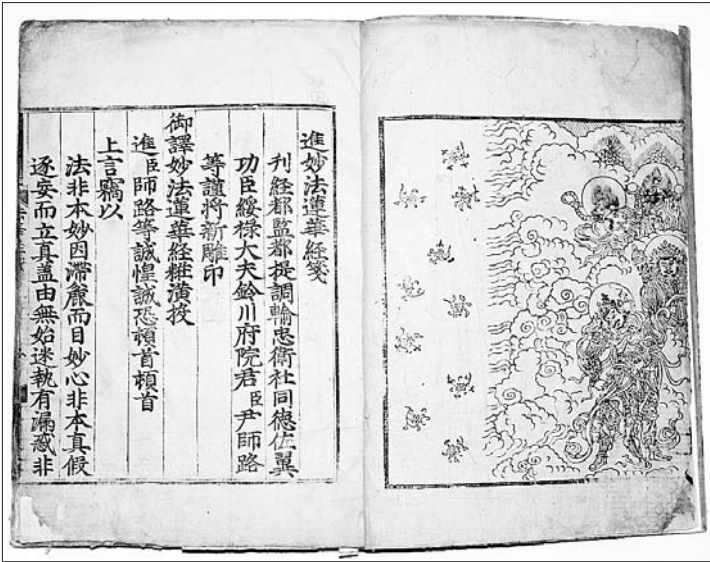 進妙法蓮華經箋
刋經都監都提調輸忠衛社同德佐翼
功臣綏祿大夫鈴川府院君臣尹師路
等謹將新雕印
御譯妙法蓮華經粧潢投
進臣師路等誠惶誠恐頓首頓首
上言竊以
法非本妙因滯麁而目妙心非本真假
逐妄而立真盖由無始迷執有漏惑非